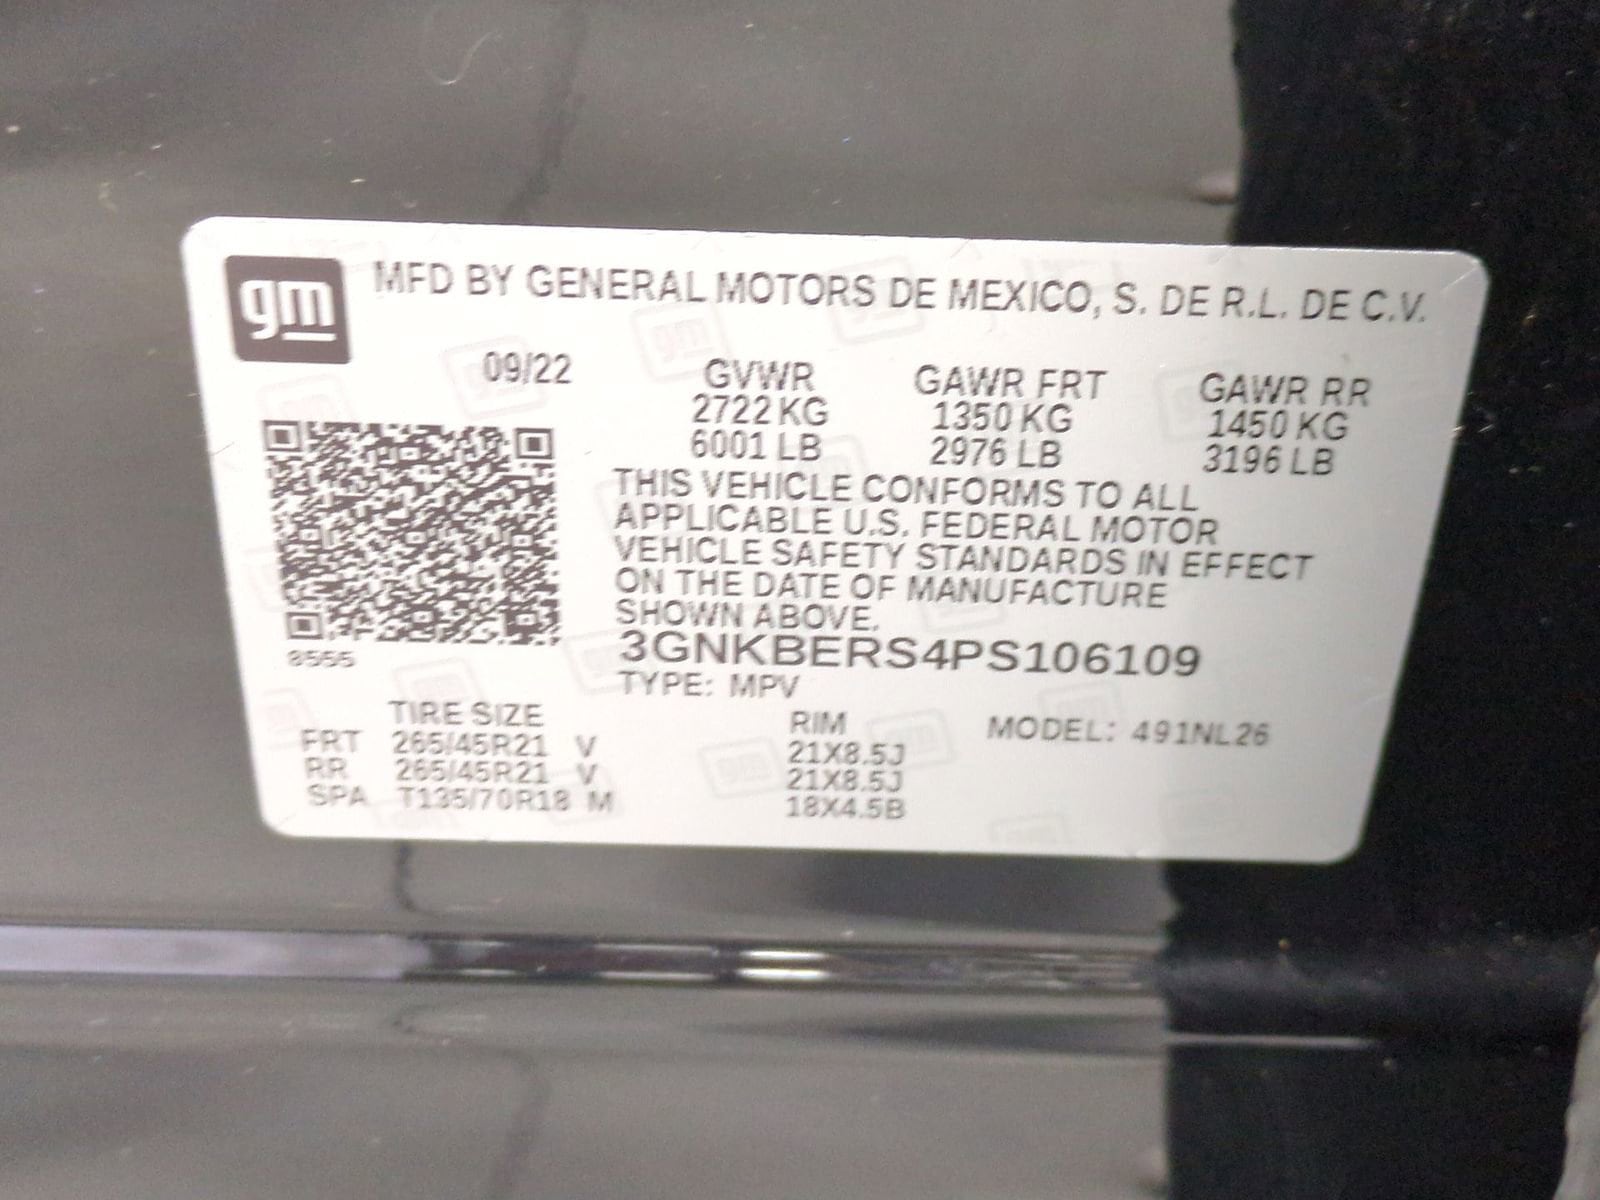 gm
MFD BY GENERAL MOTORS DE MEXICO, S. DE R.L. DE C.V.
09/22
GVWR GAWR FRT GAWR RR
2722 KG 1350 KG 1450 KG
6001 LB 2976 LB 3196 LB
THIS VEHICLE CONFORMS TO ALL
APPLICABLE U.S. FEDERAL MOTOR
VEHICLE SAFETY STANDARDS IN EFFECT
ON THE DATE OF MANUFACTURE
SHOWN ABOVE.
3GNKBERS4PS106109
TYPE: MPV
TIRE SIZE RIM MODEL: 491NL26
FRT 265/45R21 V 21X8.5J
RR 265/45R21 V 21X8.5J
SPA T135/70R18 M 18X4.5B